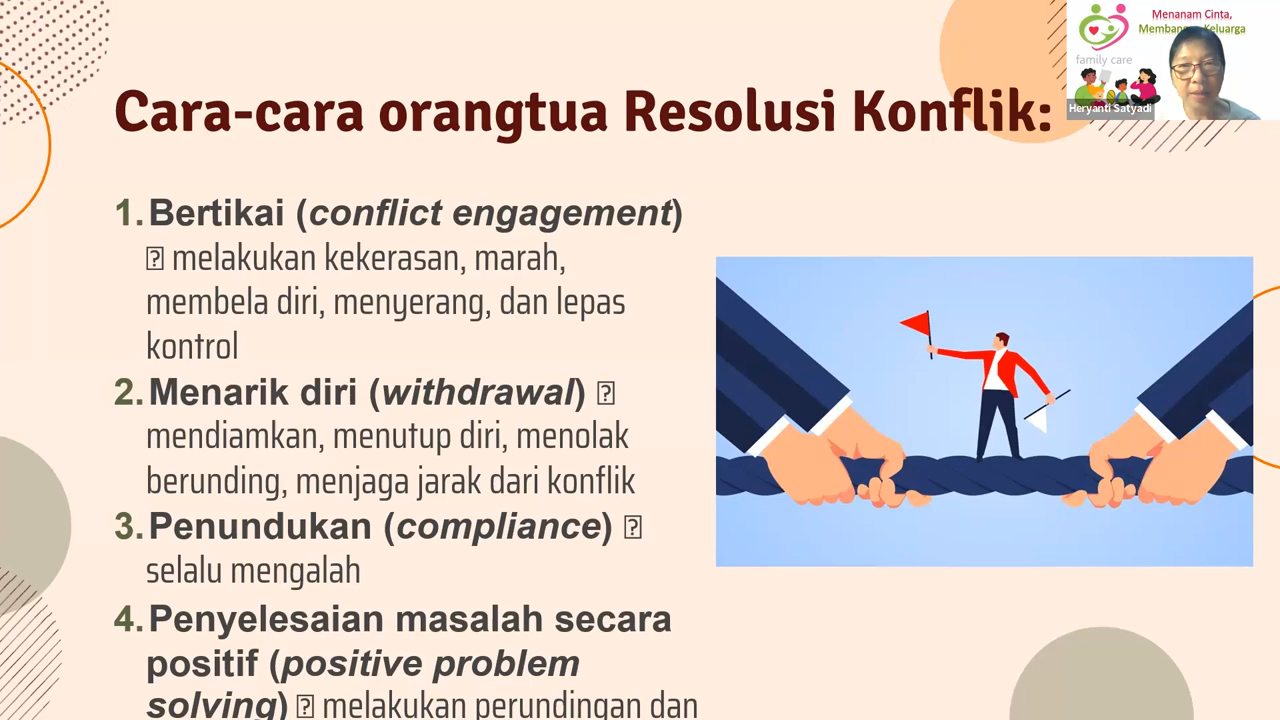 Menanam Cinta,
family care
Heryanti Satyadi
Cara-cara orangtua Resolusi Konflik:
1. Bertikai (conflict engagement)
melakukan kekerasan, marah,
membela diri, menyerang, dan lepas
kontrol
2. Menarik diri (withdrawal)
mendiamkan, menutup diri, menolak
berunding, menjaga jarak dari konflik
3. Penundukan (compliance)
selalu mengalah
4. Penyelesaian masalah secara
positif (positive problem
solving) melakukan perundingan dan